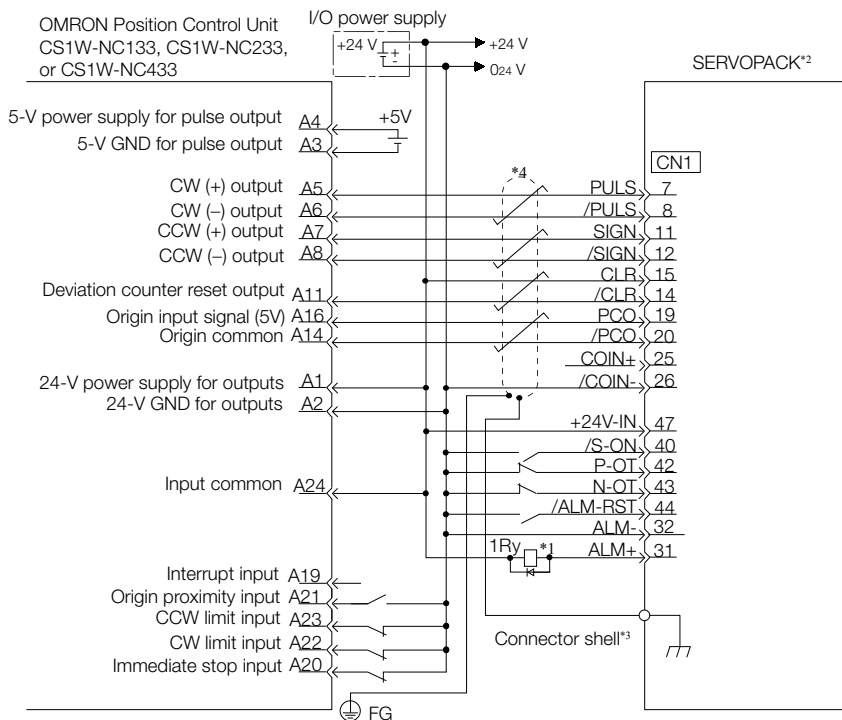 OMRON Position Control Unit
CS1W-NC133, CS1W-NC233,
or CS1W-NC433
I/O power supply
+24 V
+
-
+24 V
024 V
SERVOPACK*2
5-V power supply for pulse output A4 +5V
5-V GND for pulse output A3
CN1
*4
CW (+) output A5 PULS 7
CW (–) output A6 /PULS 8
CCW (+) output A7 SIGN 11
CCW (–) output A8 /SIGN 12
CLR 15
Deviation counter reset output A11 /CLR 14
Origin input signal (5V) A16 PCO 19
Origin common A14 /PCO 20
COIN+ 25
24-V power supply for outputs A1 /COIN- 26
24-V GND for outputs A2
+24V-IN 47
/S-ON 40
P-OT 42
Input common A24 N-OT 43
/ALM-RST 44
ALM- 32
1Ry *1 ALM+ 31
Interrupt input A19
Origin proximity input A21
CCW limit input A23
CW limit input A22
Connector shell*3
Immediate stop input A20
FG